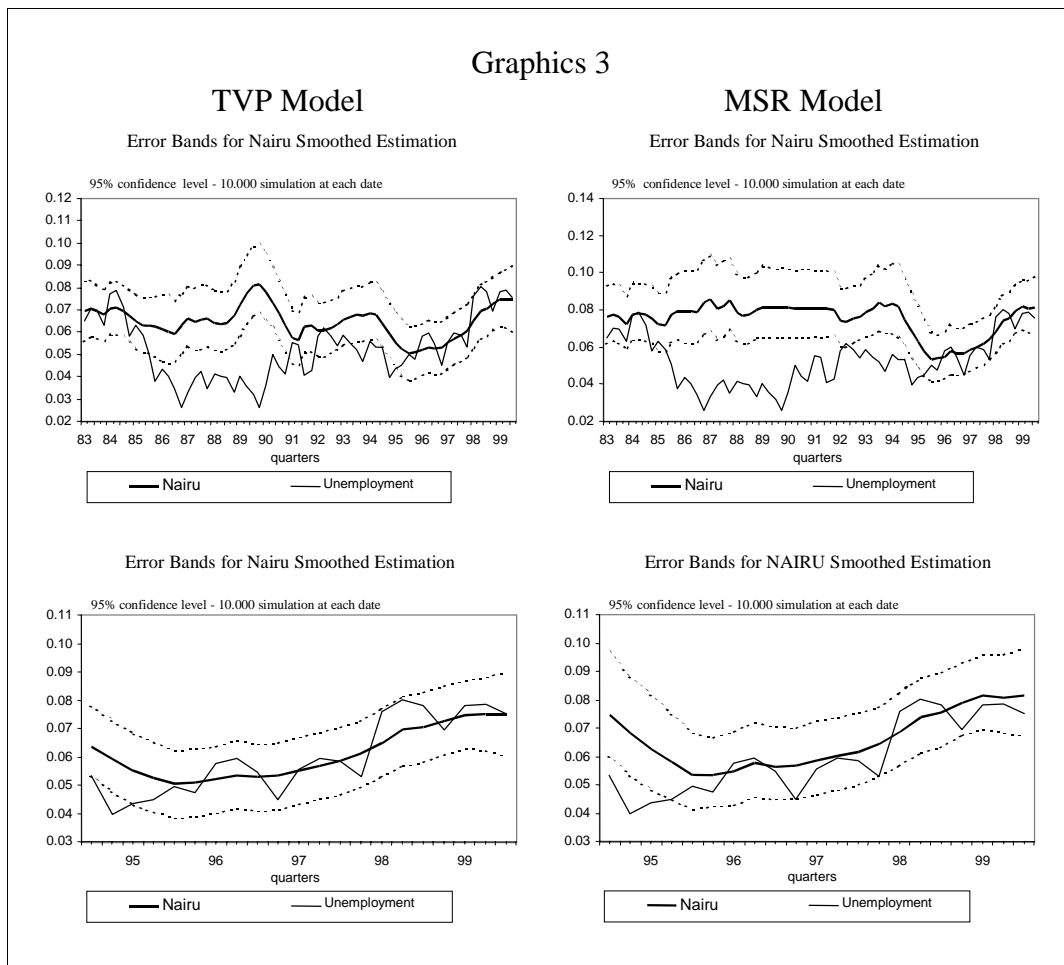 Graphics 3
TVP Model
MSR Model
Error Bands for Nairu Smoothed Estimation
95% confidence level - 10.000 simulation at each date
0.12
0.11
0.10
0.09
0.08
0.07
0.06
0.05
0.04
0.03
0.02
83 84 85 86 87 88 89 90 91 92 93 94 95 96 97 98 99
quarters
Nairu Unemployment
Error Bands for Nairu Smoothed Estimation
95% confidence level - 10.000 simulation at each date
0.14
0.12
0.10
0.08
0.06
0.04
0.02
83 84 85 86 87 88 89 90 91 92 93 94 95 96 97 98 99
quarters
Nairu Unemployment
Error Bands for Nairu Smoothed Estimation
95% confidence level - 10.000 simulation at each date
0.11
0.10
0.09
0.08
0.07
0.06
0.05
0.04
0.03
95 96 97 98 99
quarters
Nairu Unemployment
Error Bands for NAIRU Smoothed Estimation
95% confidence level - 10.000 simulation at each date
0.11
0.10
0.09
0.08
0.07
0.06
0.05
0.04
0.03
95 96 97 98 99
quarters
Nairu Unemployment